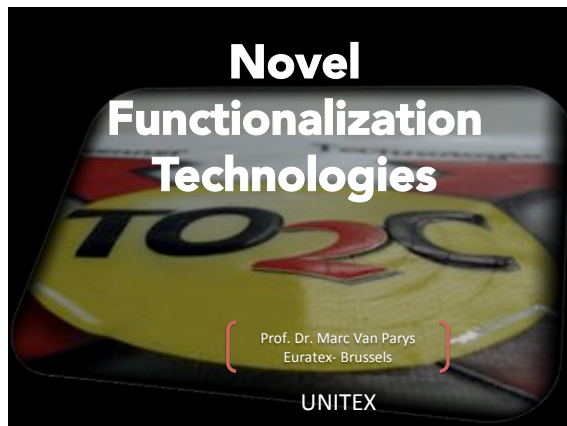 Novel
Functionalization
Technologies
TO2C
Prof. Dr. Marc Van Parys
Euratex- Brussels
UNITEX